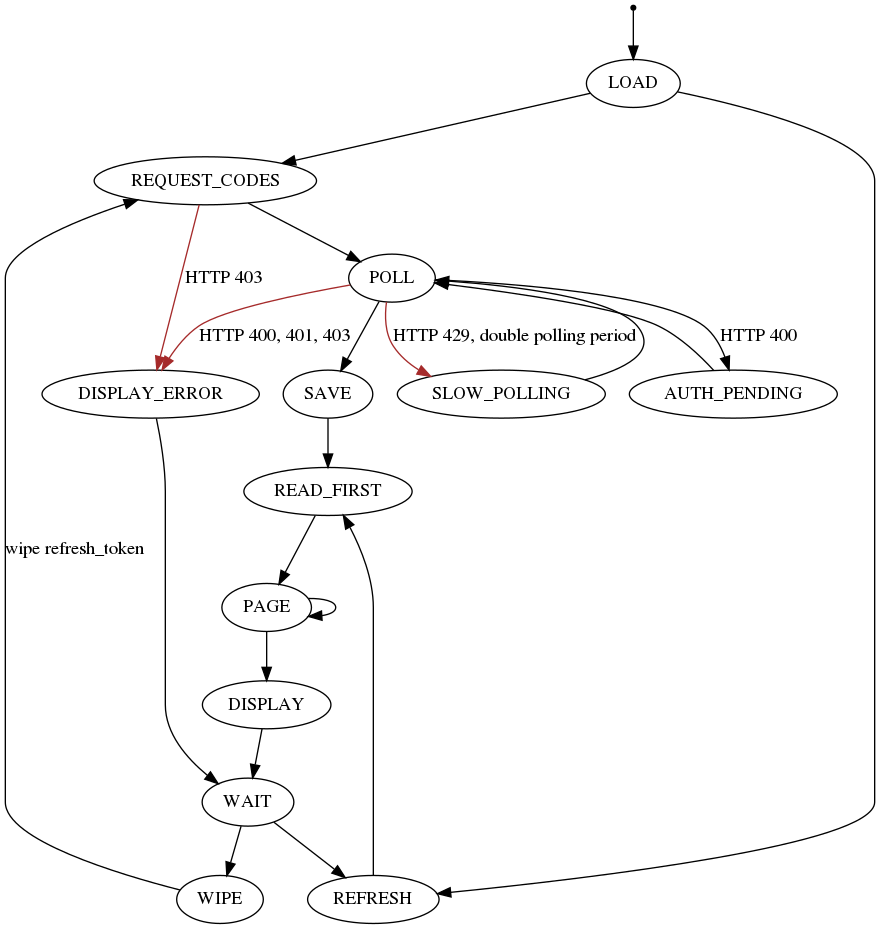 LOAD
REQUEST_CODES
HTTP 403
POLL
HTTP 400, 401, 403
HTTP 429, double polling period
HTTP 400
DISPLAY_ERROR
SAVE
SLOW_POLLING
AUTH_PENDING
READ_FIRST
wipe refresh_token
PAGE
DISPLAY
WAIT
WIPE
REFRESH